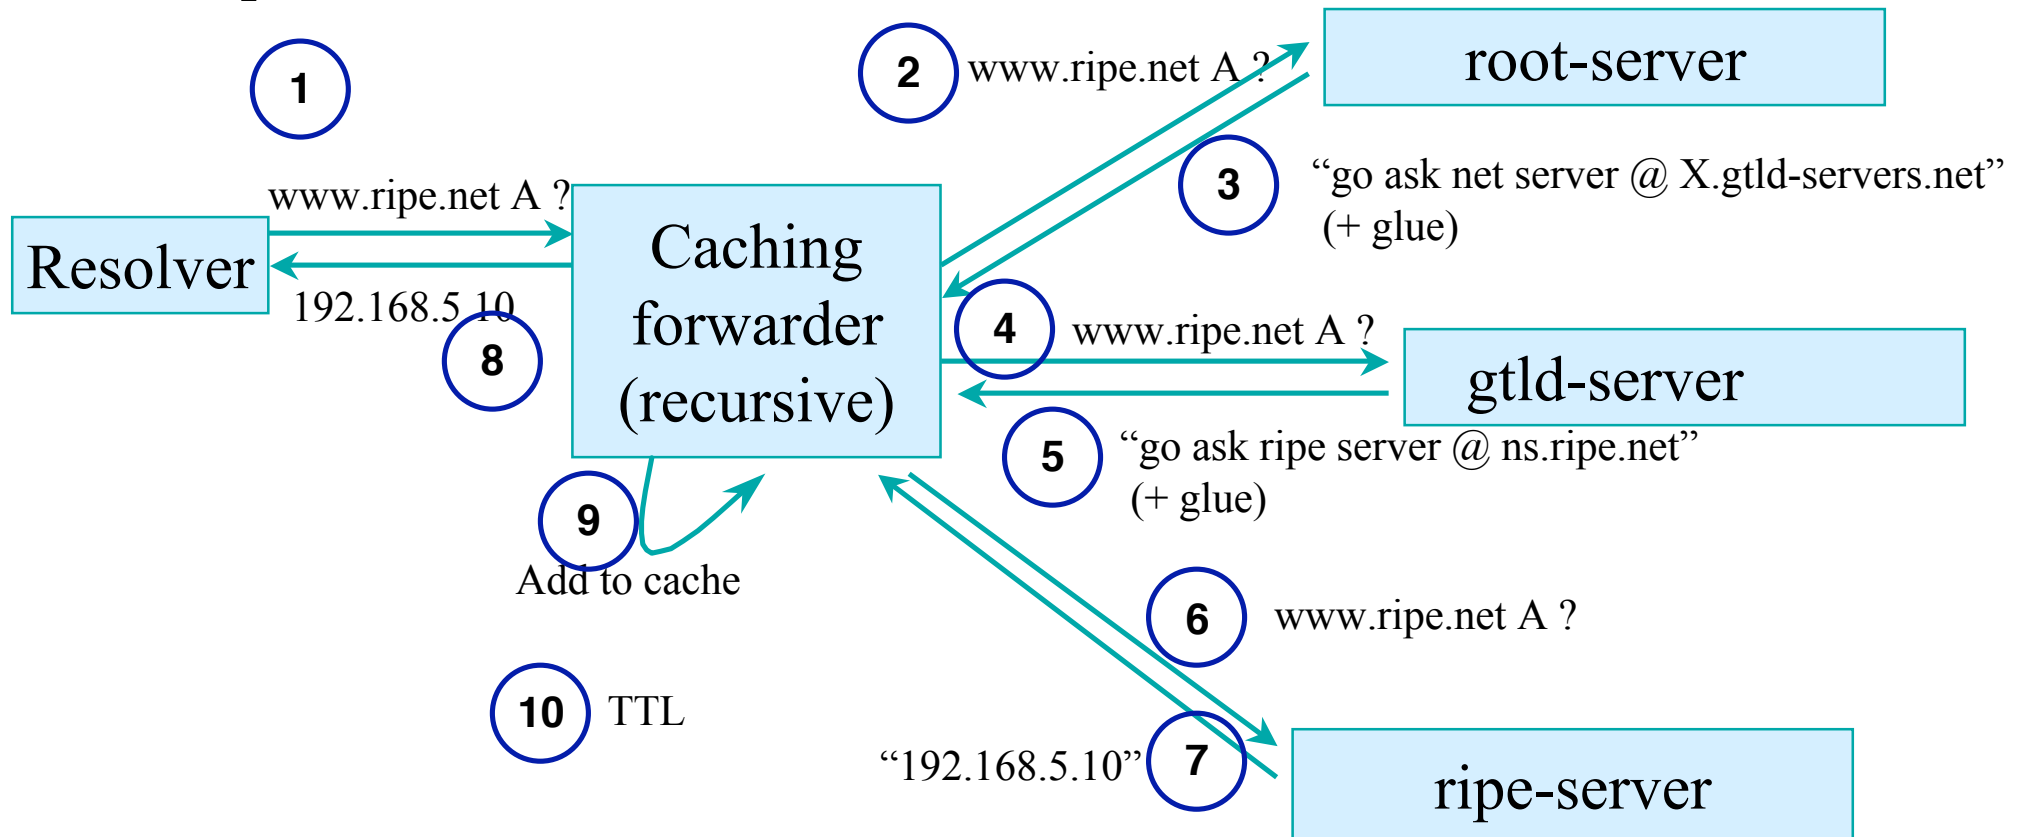 1
2
www.ripe.net A ?
root-server
3
“go ask net server @ X.gtld-servers.net”
(+ glue)
www.ripe.net A ?
Resolver
192.168.5.10
8
Caching
forwarder
(recursive)
4
www.ripe.net A ?
gtld-server
5
“go ask ripe server @ ns.ripe.net”
(+ glue)
9
Add to cache
6
www.ripe.net A ?
10
TTL
“192.168.5.10”
7
ripe-server